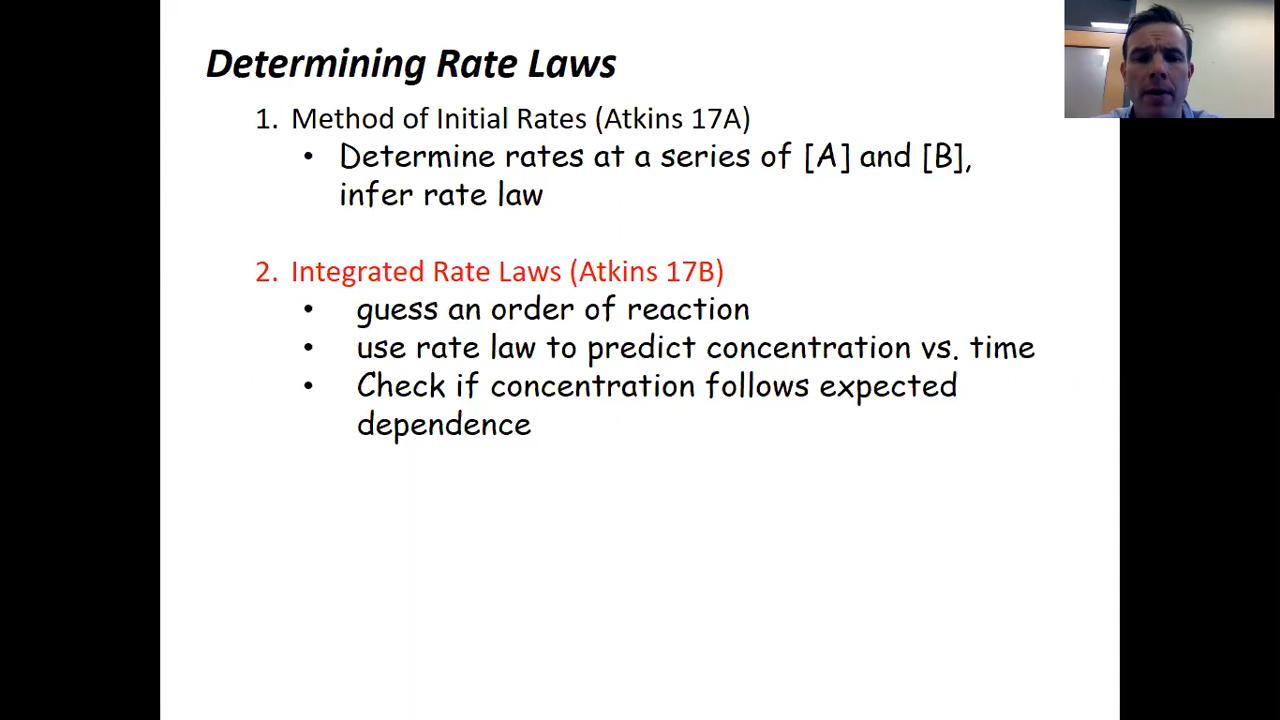 Determining Rate Laws
1. Method of Initial Rates (Atkins 17A)
• Determine rates at a series of [A] and [B],
infer rate law
2. Integrated Rate Laws (Atkins 17B)
• guess an order of reaction
• use rate law to predict concentration vs. time
• Check if concentration follows expected
dependence